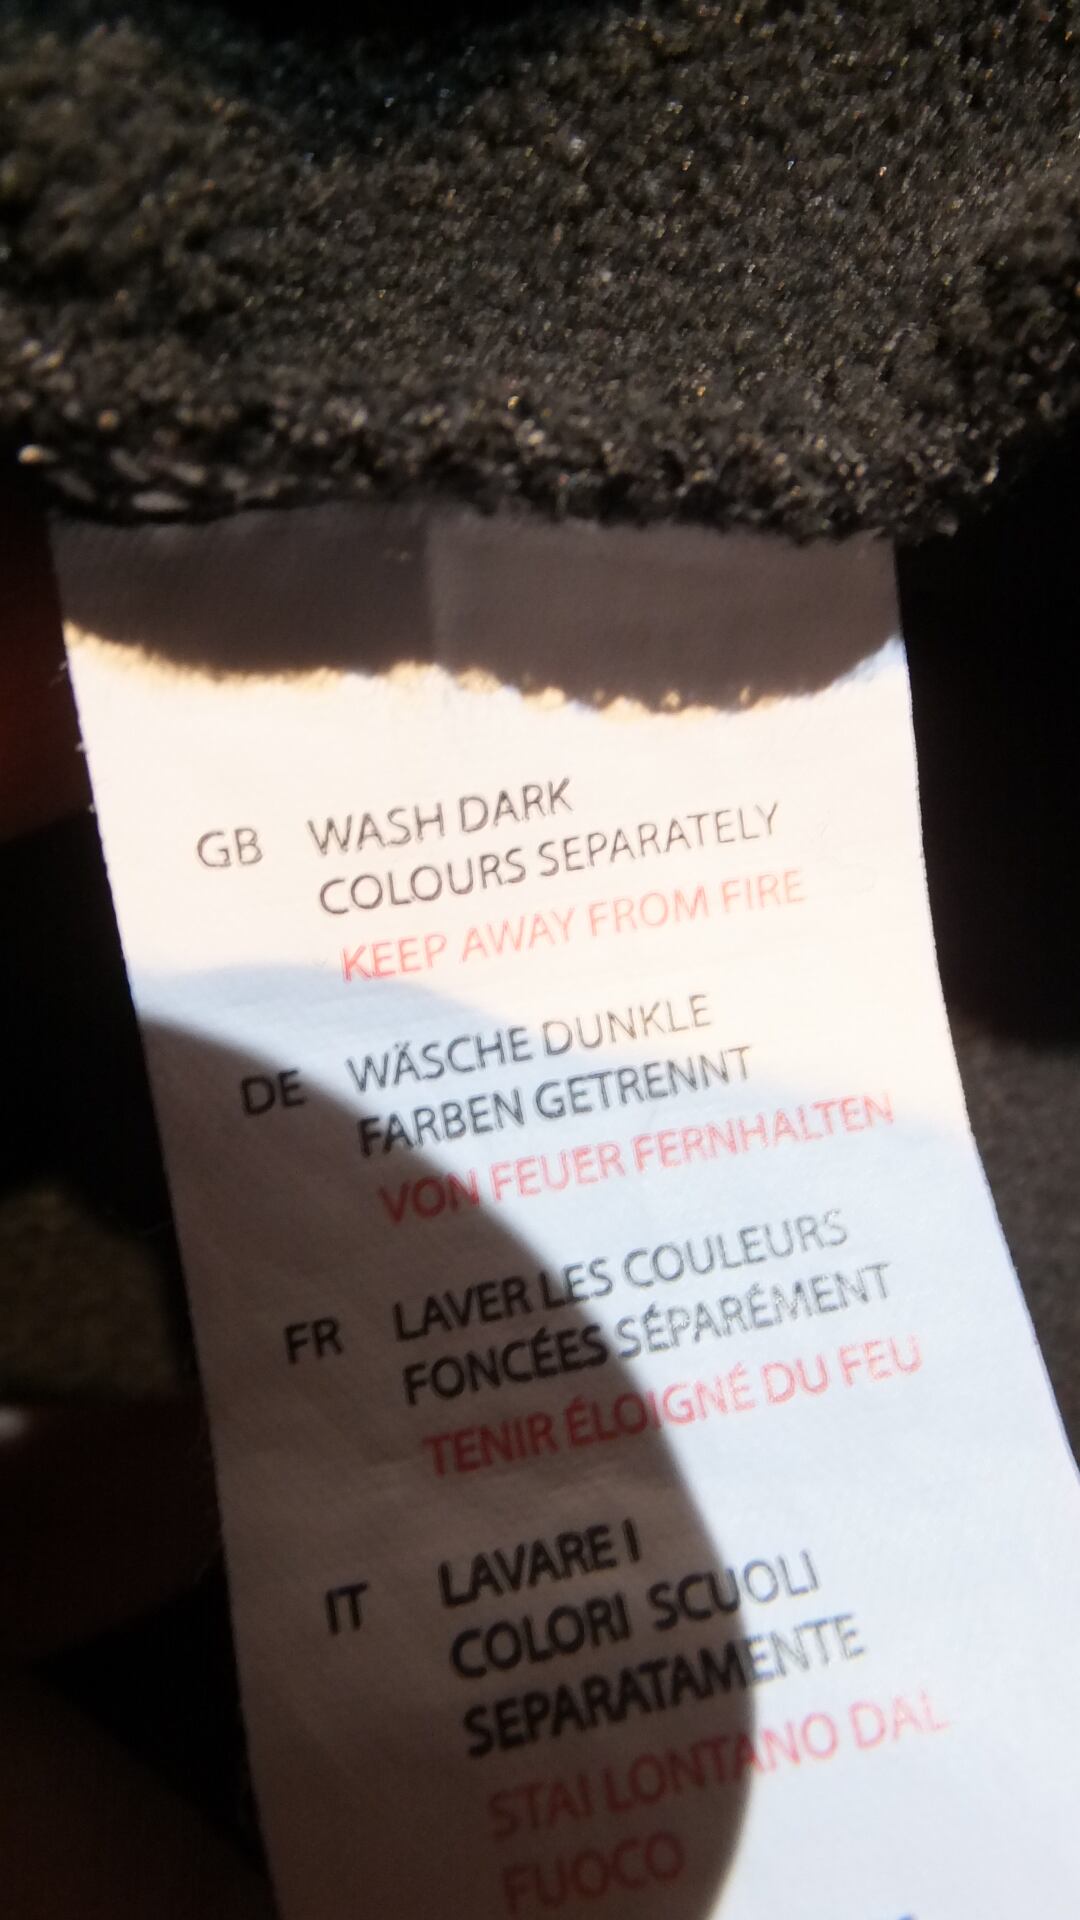 GB WASH DARK
COLOURS SEPARATELY
KEEP AWAY FROM FIRE
DE WÄSCHE DUNKLE
FARBEN GETRENNT
VON FEUER FERNHALTEN
FR LAVER LES COULEURS
FONCÉES SÉPARÉMENT
TENIR ÉLOIGNÉ DU FEU
IT LAVARE I
COLORI SCUOLI
SEPARATAMENTE
STAI LONTANO DAL
FUOCO